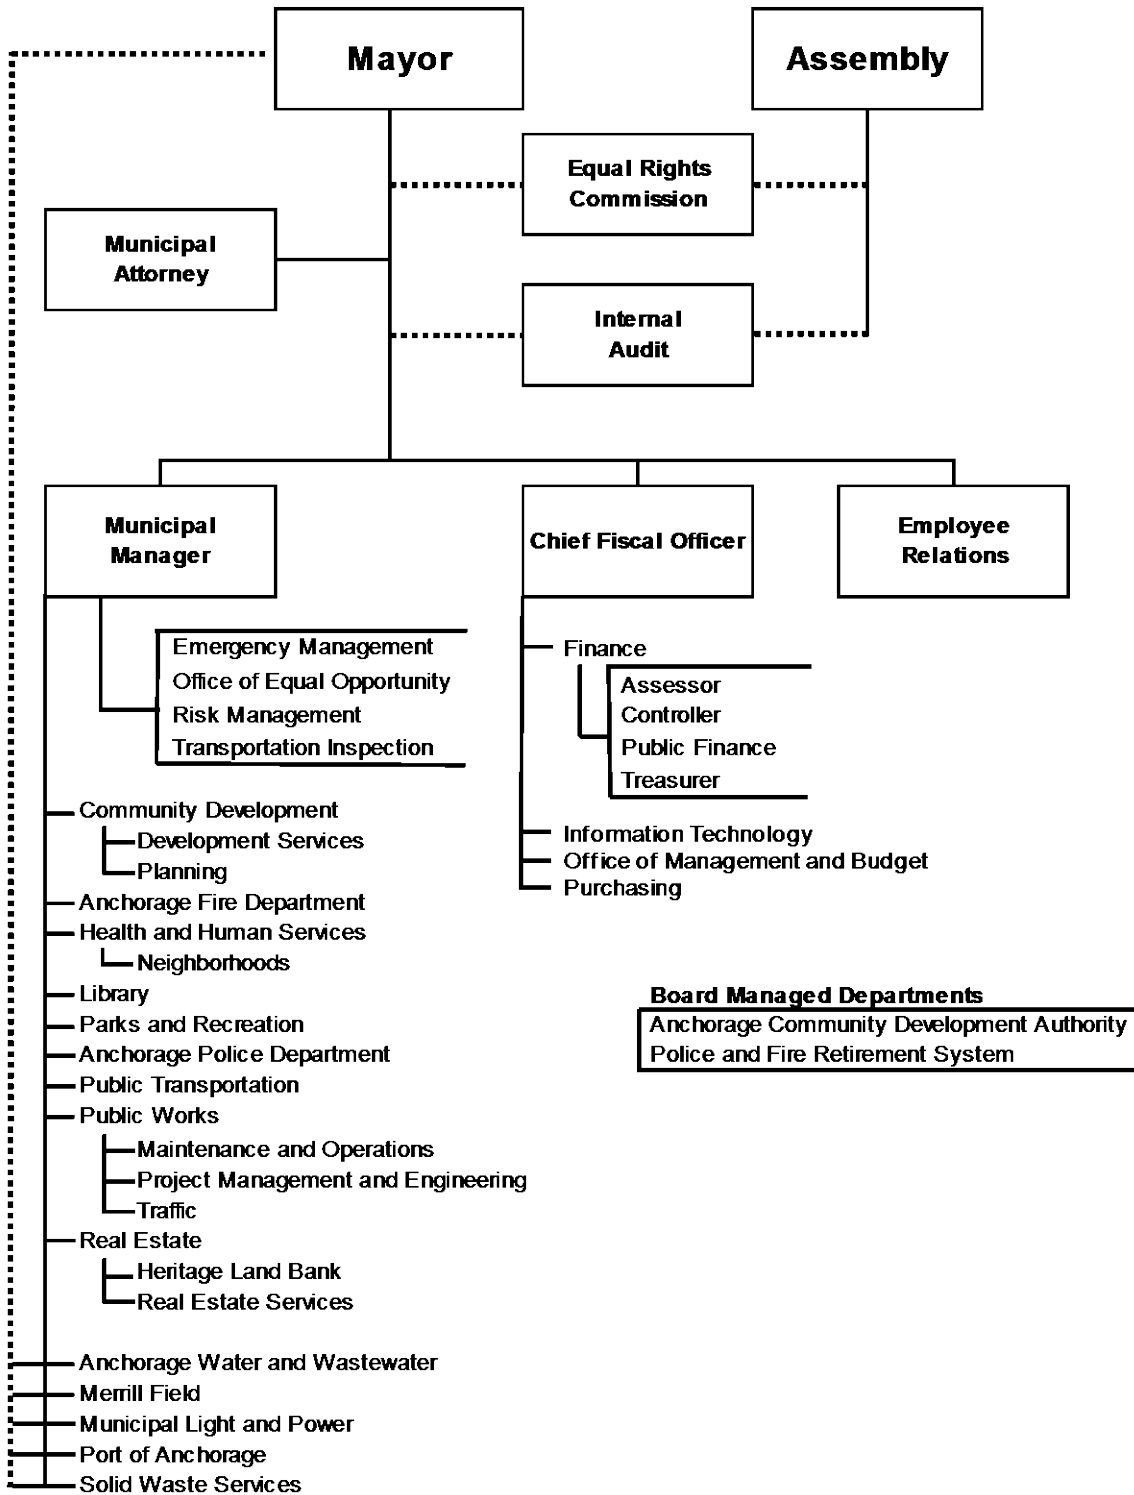 Mayor
Assembly
Equal Rights
Commission
Municipal
Attorney
Internal
Audit
Municipal
Manager
Chief Fiscal Officer
Employee
Relations
Emergency Management
Office of Equal Opportunity
Risk Management
Transportation Inspection
Finance
Assessor
Controller
Public Finance
Treasurer
Information Technology
Office of Management and Budget
Purchasing
Community Development
Development Services
Planning
Anchorage Fire Department
Health and Human Services
Neighborhoods
Library
Parks and Recreation
Anchorage Police Department
Public Transportation
Public Works
Maintenance and Operations
Project Management and Engineering
Traffic
Real Estate
Heritage Land Bank
Real Estate Services
Anchorage Water and Wastewater
Merrill Field
Municipal Light and Power
Port of Anchorage
Solid Waste Services
Board Managed Departments
Anchorage Community Development Authority
Police and Fire Retirement System